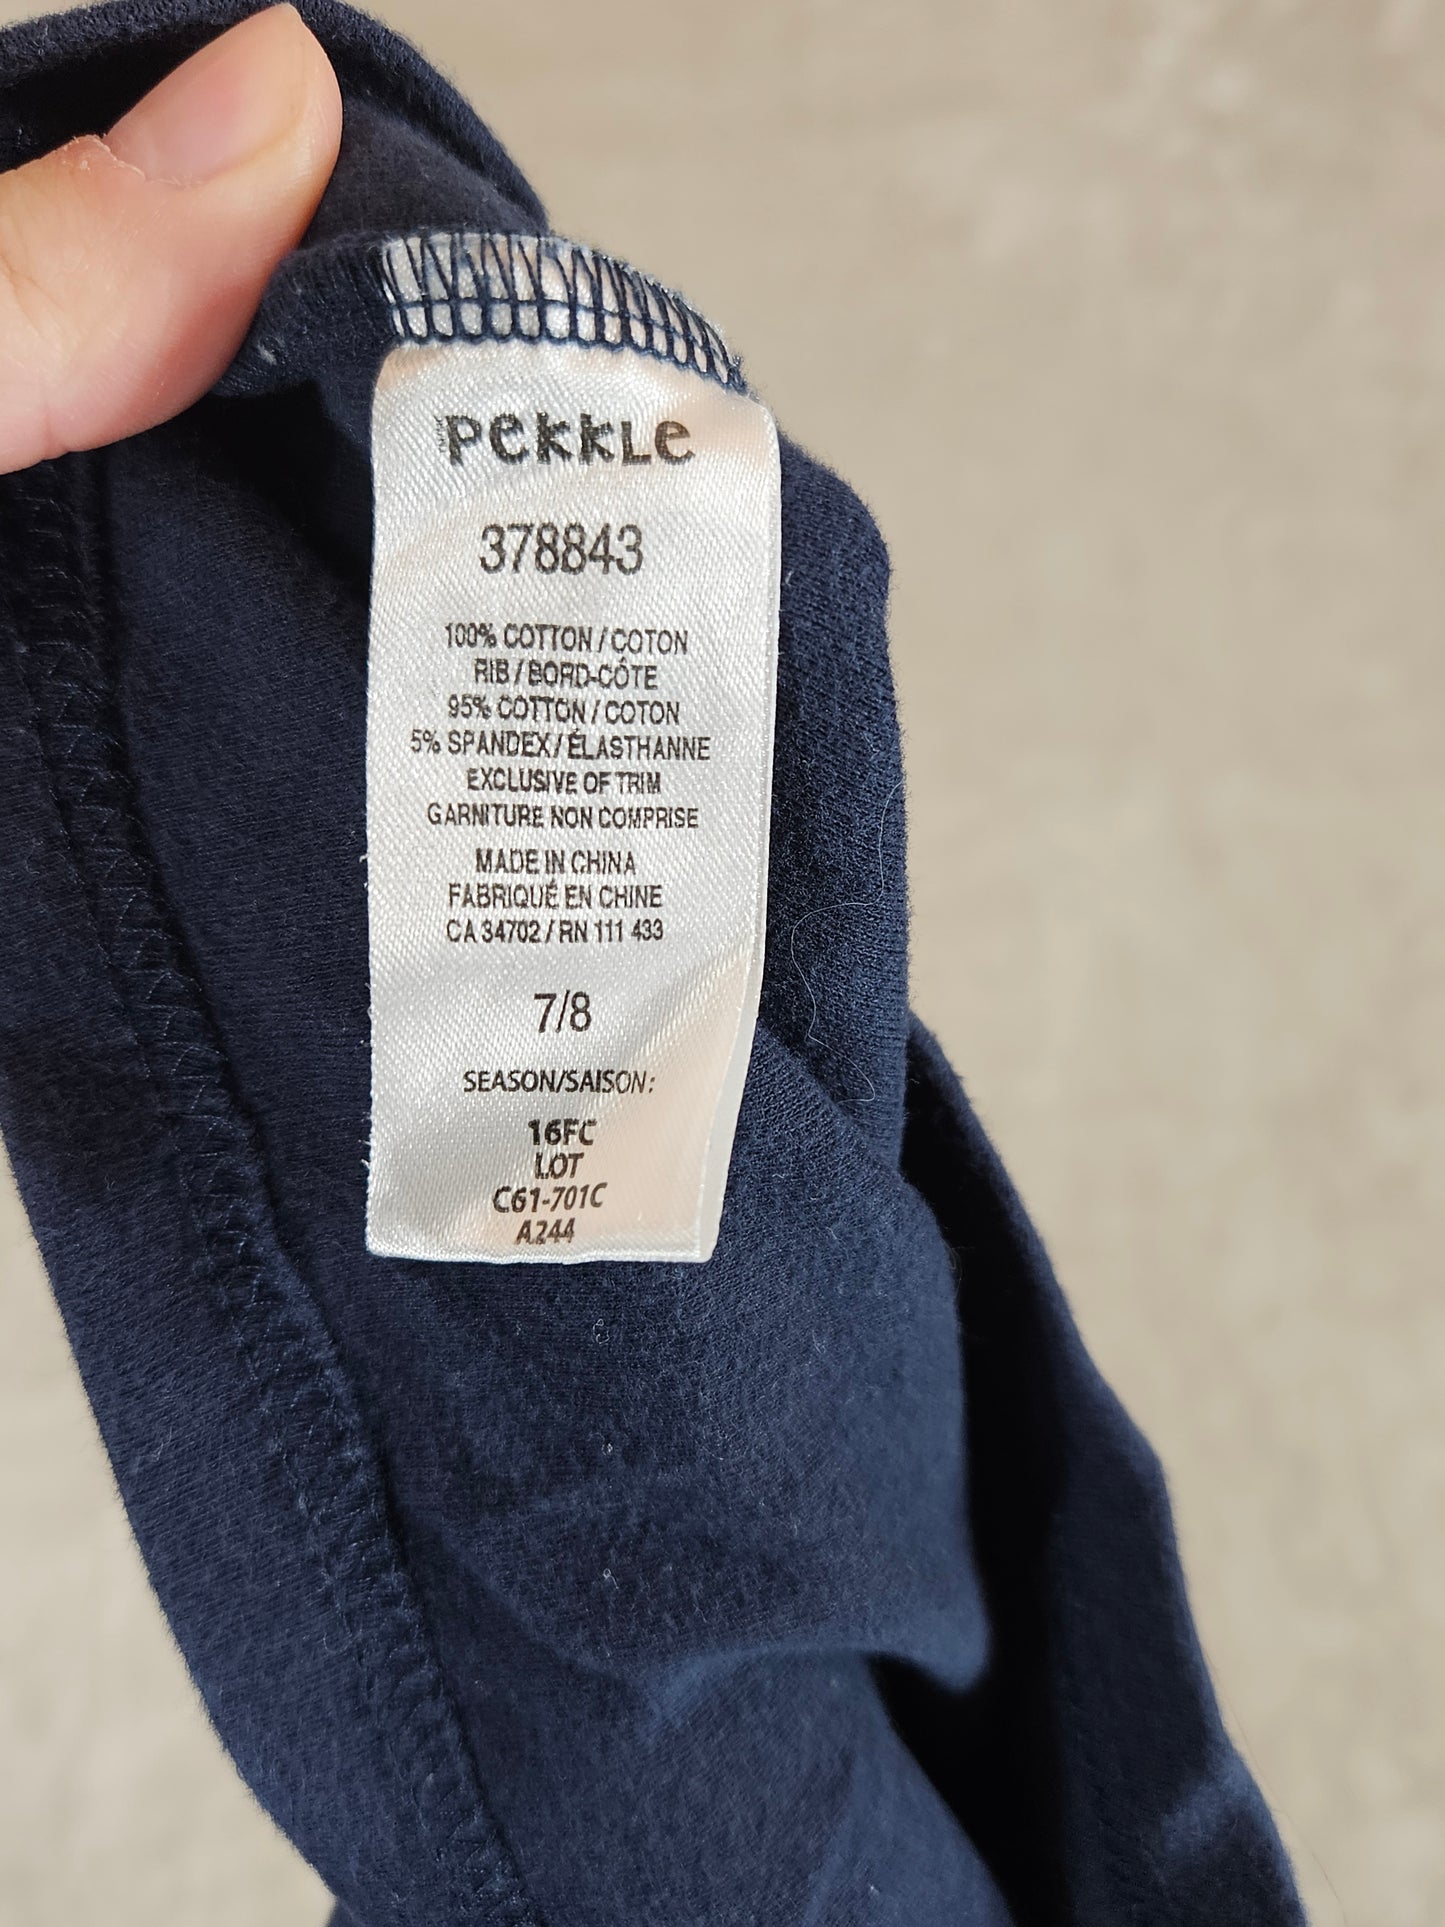 Pekkle
378843
100% COTTON / COTON
RIB / BORD-CÔTE
95% COTTON / COTON
5% SPANDEX / ÉLASTHANNE
EXCLUSIVE OF TRIM
GARNITURE NON COMPRISE
MADE IN CHINA
FABRIQUÉ EN CHINE
CA 34702 / RN 111 433
7/8
SEASON/SAISON:
16FC
LOT
C61-701C
A244